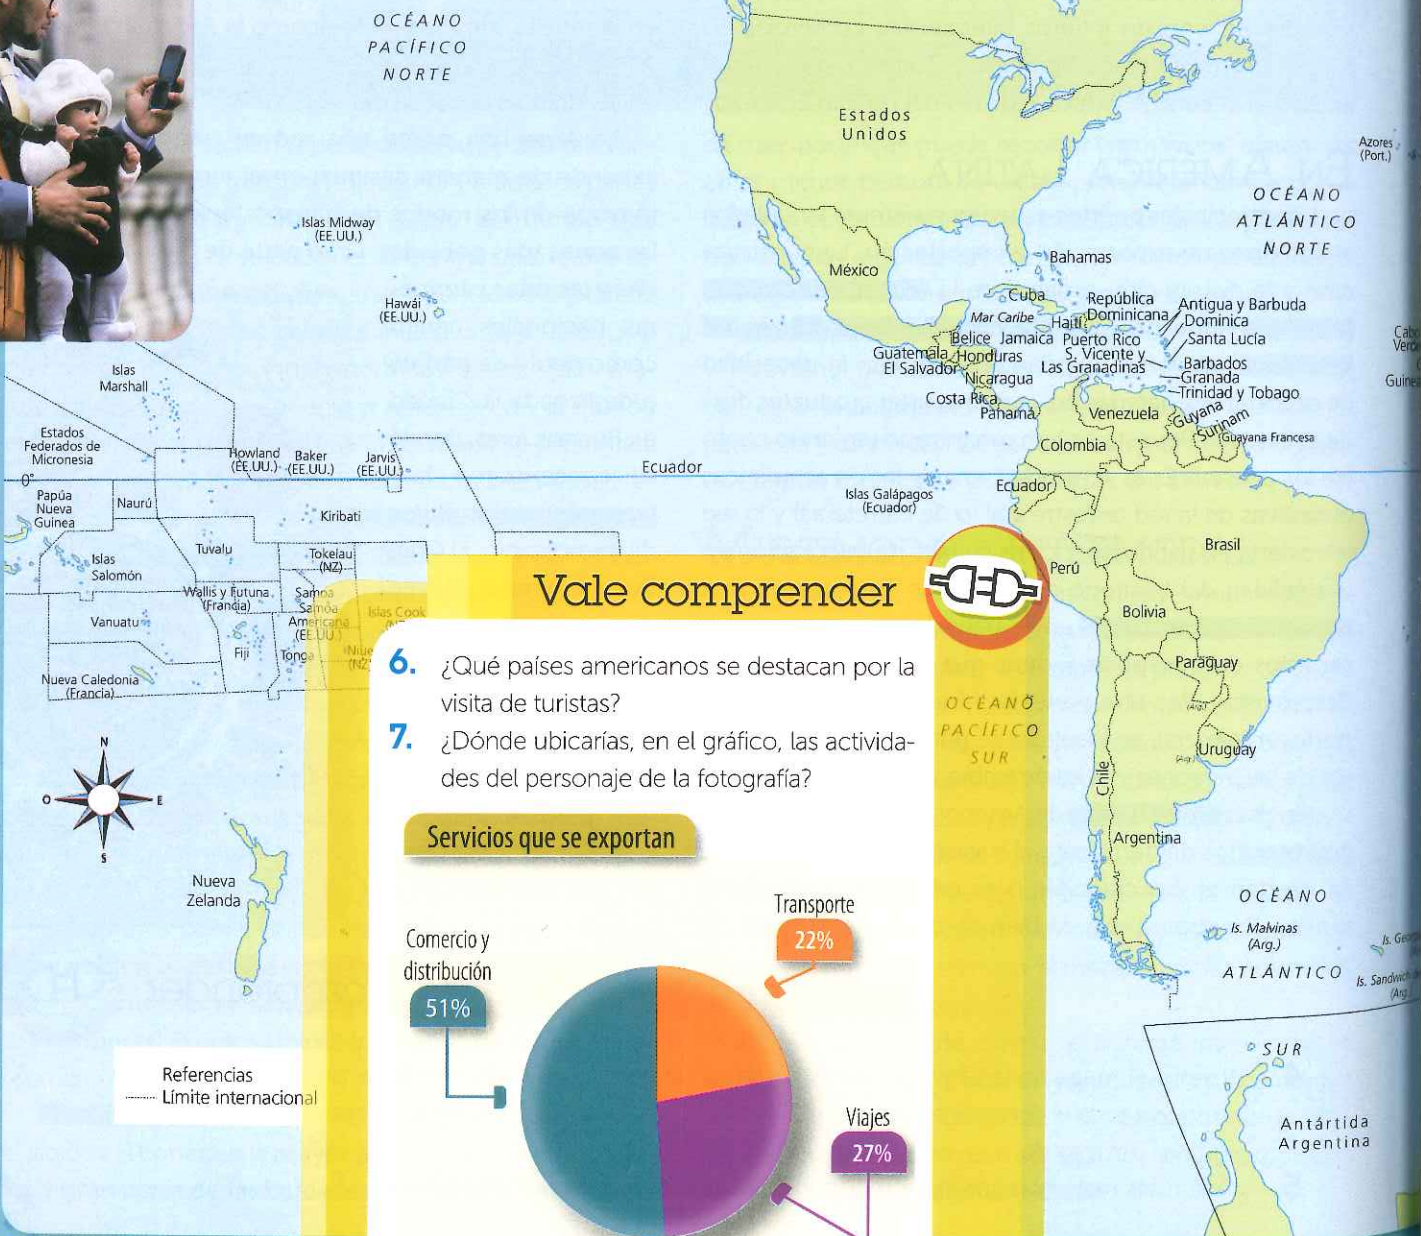 OCÉANO
PACÍFICO
NORTE
Estados
Unidos
Azores
(Port.)
OCÉANO
ATLÁNTICO
NORTE
Islas Midway
(EE.UU.)
Hawái
(EE.UU.)
México
Bahamas
Cuba
República
Dominicana
Antigua y Barbuda
Mar Caribe
Haití
Dominica
Belice
Jamaica
Puerto Rico
Santa Lucía
Guatemala
Honduras
S. Vicente y
Las Granadinas
Barbados
El Salvador
Nicaragua
Granada
Costa Rica
Trinidad y Tobago
Panamá
Venezuela
Guyana
Surinam
Guayana Francesa
Colombia
Islas
Marshall
Estados
Federados de
Micronesia
Howland
(EE.UU.)
Baker
(EE.UU.)
Jarvis
(EE.UU.)
Ecuador
0°
Islas Galápagos
(Ecuador)
Ecuador
Papúa
Nueva
Guinea
Naurú
Kiribati
Brasil
Islas
Salomón
Tuvalu
Tokelau
(NZ)
Perú
Wallis y Futuna
(Francia)
Samoa
Samoa
Americana
(EE.UU.)
Islas Cook
Bolivia
Vanuatu
Fiji
Tonga
Niue
(NZ)
Paraguay
Nueva Caledonia
(Francia)
Vale comprender
6. ¿Qué países americanos se destacan por la
visita de turistas?
7. ¿Dónde ubicarías, en el gráfico, las activida-
des del personaje de la fotografía?
OCÉANO
PACÍFICO
SUR
(Arg.)
Uruguay
(Arg.)
Chile
Argentina
N
O
E
S
Nueva
Zelanda
Servicios que se exportan
Transporte
22%
Comercio y
distribución
51%
Viajes
27%
OCÉANO
Is. Malvinas
(Arg.)
ATLÁNTICO
SUR
Antártida
Argentina
Referencias
Límite internacional